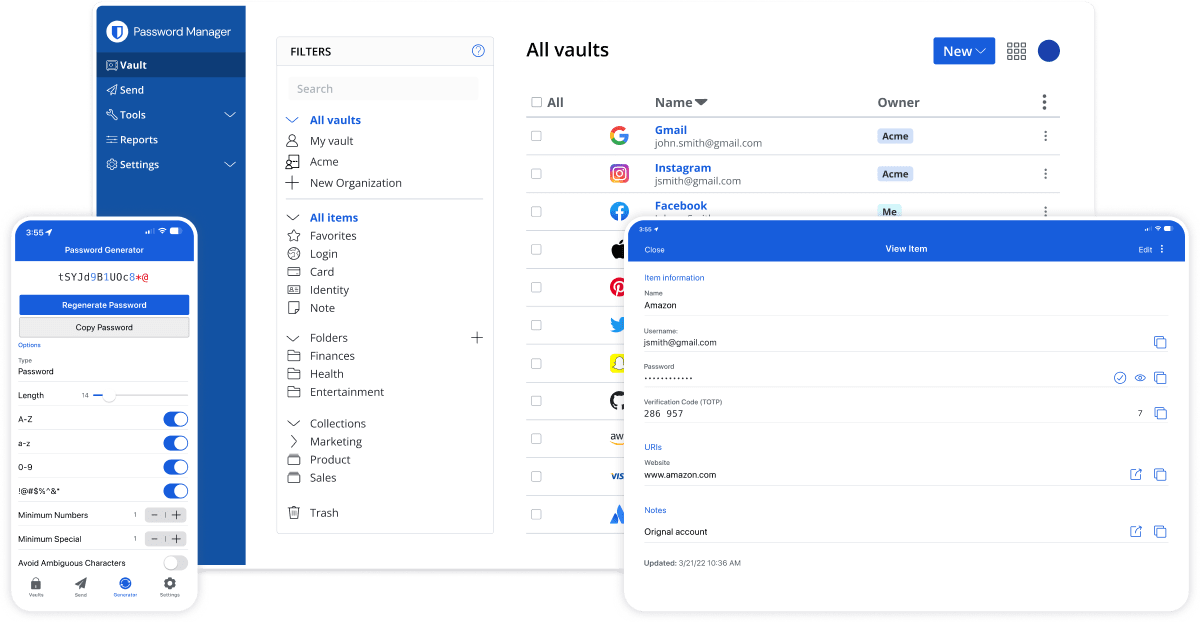 Password Manager
Vault
Send
Tools
Reports
Settings
FILTERS
Search
All vaults
My vault
Acme
New Organization
All items
Favorites
Login
Card
Identity
Note
Folders
Finances
Health
Entertainment
Collections
Marketing
Product
Sales
Trash
All vaults
New
All Name Owner
Gmail
john.smith@gmail.com
Acme
Instagram
jsmith@gmail.com
Acme
Facebook
Me
aw
VIS
3:55
Password Generator
tSYJd9B1UOc8*@
Regenerate Password
Copy Password
Options
Type
Password
Length 14
A-Z
a-z
0-9
!@#$%^&*
Minimum Numbers 1
Minimum Special 1
Avoid Ambiguous Characters
Vaults Send Generator Settings
3:55
Close View Item Edit
Item information
Name
Amazon
Username:
jsmith@gmail.com
Password
••••••••••••
Verification Code (TOTP)
286 957 7
URIs
Website
www.amazon.com
Notes
Orignal account
Updated: 3/21/22 10:36 AM